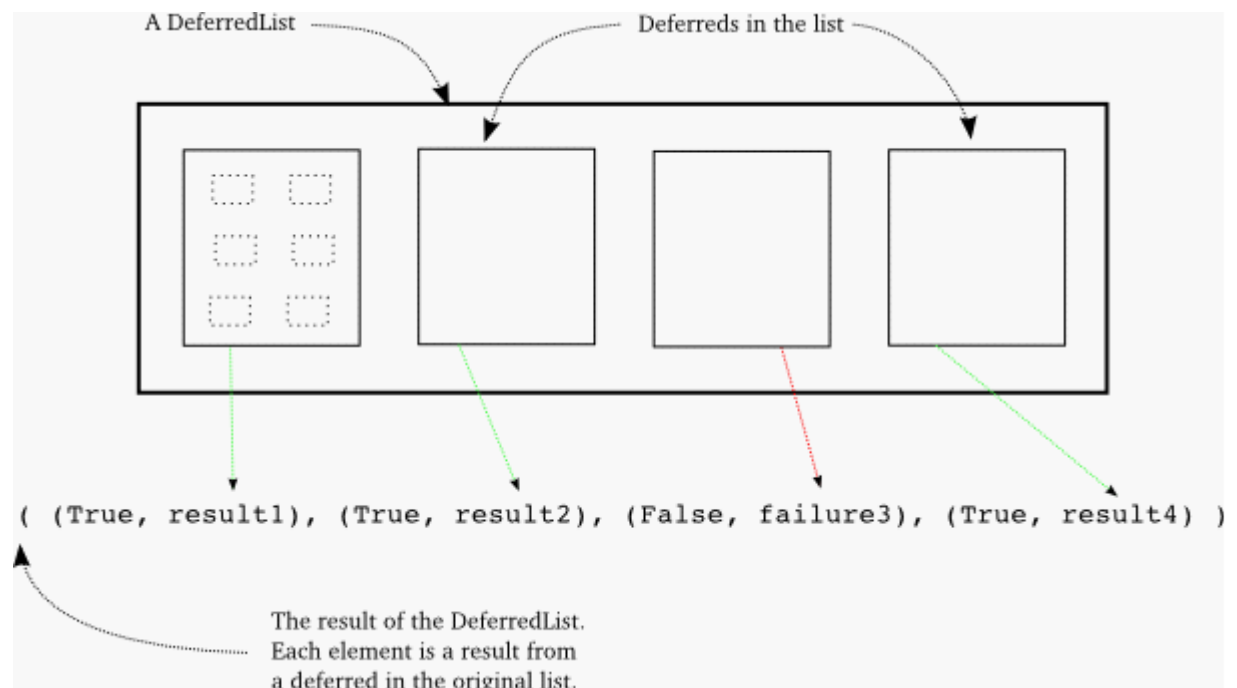 A DeferredList
Deferreds in the list
( (True, result1), (True, result2), (False, failure3), (True, result4) )
The result of the DeferredList.
Each element is a result from
a deferred in the original list.